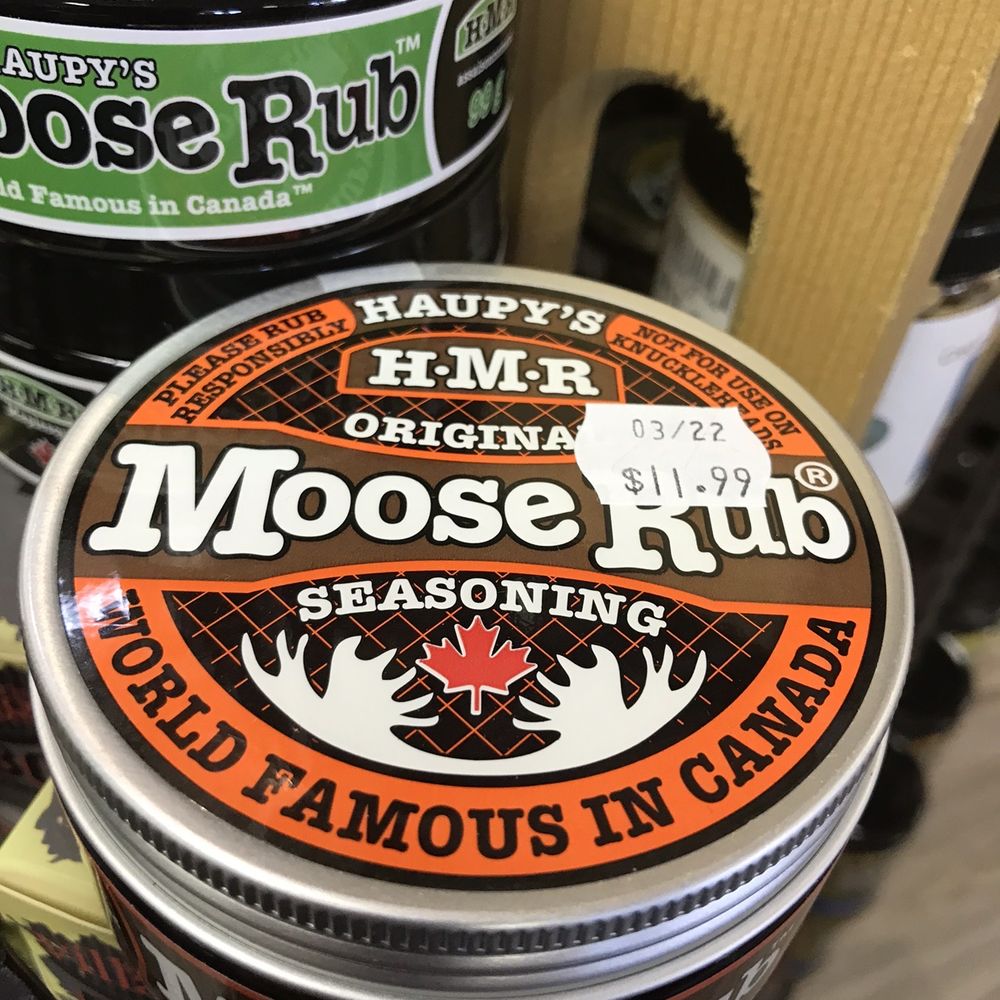 AUPY'S
oose Rub™
ld Famous in Canada™
H·M
99g
HAUPY'S
PLEASE RUB
RESPONSIBLY
NOT FOR USE ON
KNUCKLEHEADS
H·M·R
ORIGINA
03/22
$11.99
Moose Rub®
SEASONING
WORLD FAMOUS IN CANADA